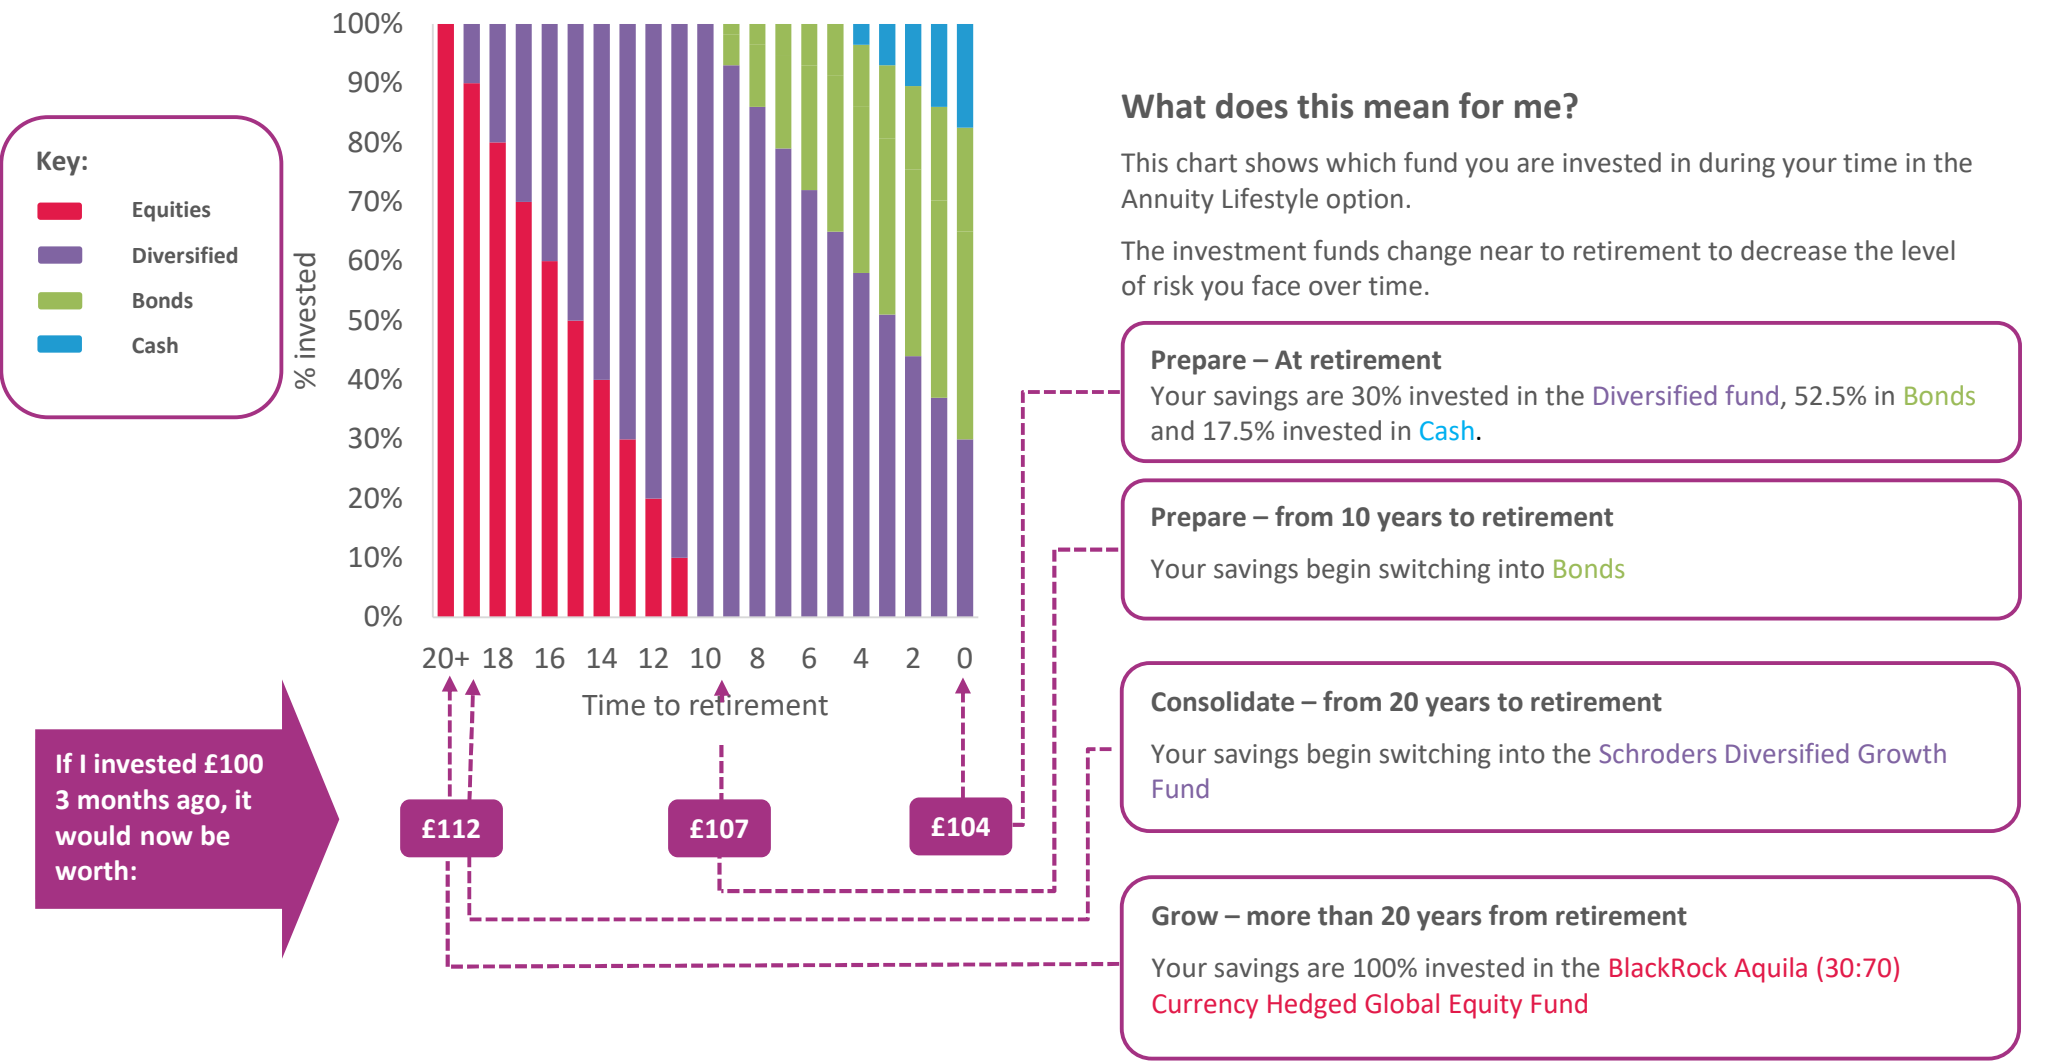 100%
90%
80%
70%
60%
50%
40%
30%
20%
10%
0%
% invested
20+ 18 16 14 12 10 8 6 4 2 0
Time to retirement
Key:
Equities
Diversified
Bonds
Cash
If I invested £100
3 months ago, it
would now be
worth:
£112
£107
£104
What does this mean for me?
This chart shows which fund you are invested in during your time in the
Annuity Lifestyle option.
The investment funds change near to retirement to decrease the level
of risk you face over time.
Prepare – At retirement
Your savings are 30% invested in the Diversified fund, 52.5% in Bonds
and 17.5% invested in Cash.
Prepare – from 10 years to retirement
Your savings begin switching into Bonds
Consolidate – from 20 years to retirement
Your savings begin switching into the Schroders Diversified Growth
Fund
Grow – more than 20 years from retirement
Your savings are 100% invested in the BlackRock Aquila (30:70)
Currency Hedged Global Equity Fund